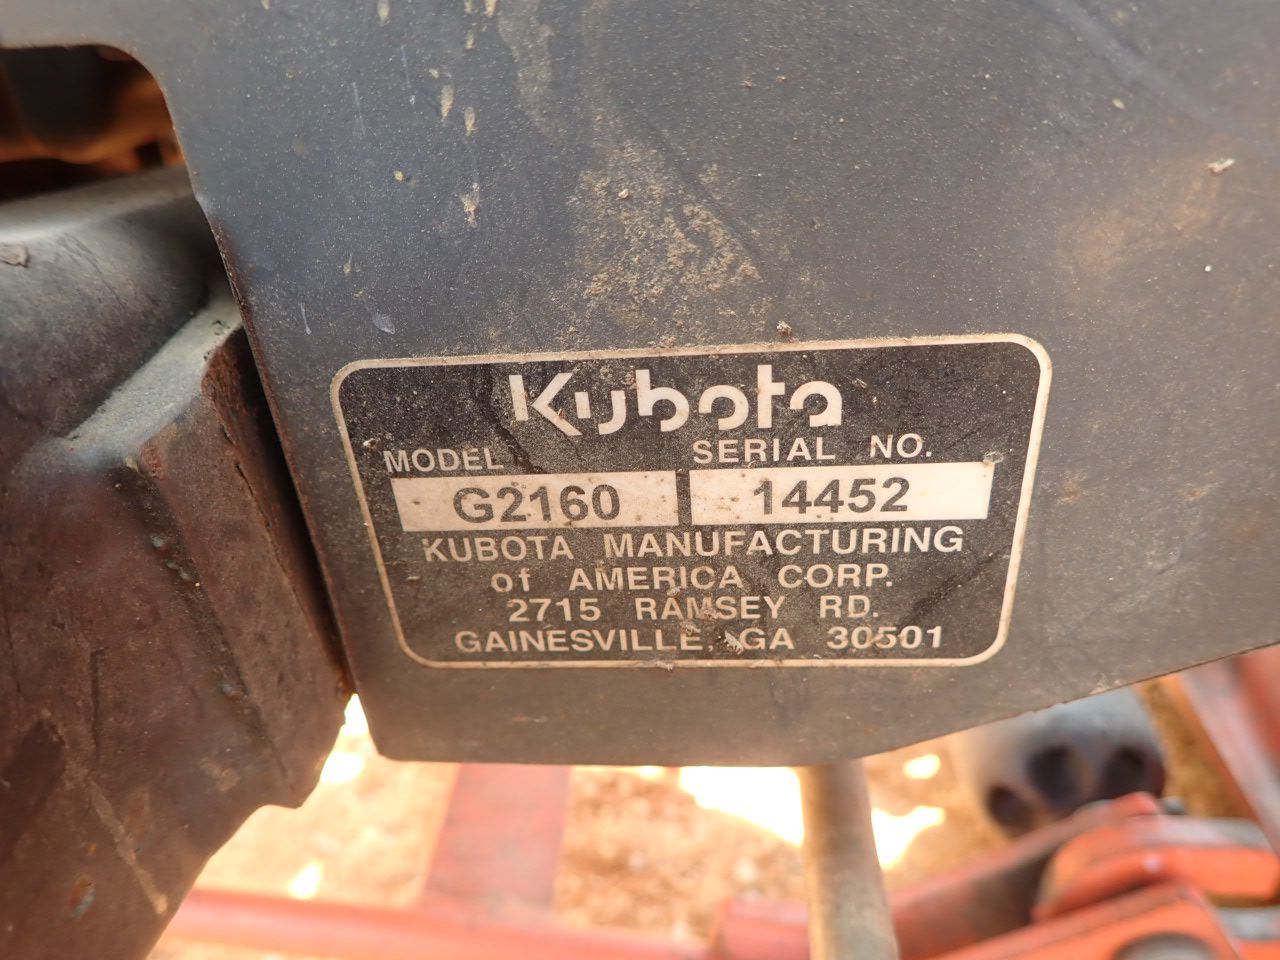 Kubota
MODEL SERIAL NO.
G2160 14452
KUBOTA MANUFACTURING
of AMERICA CORP.
2715 RAMSEY RD.
GAINESVILLE, GA 30501